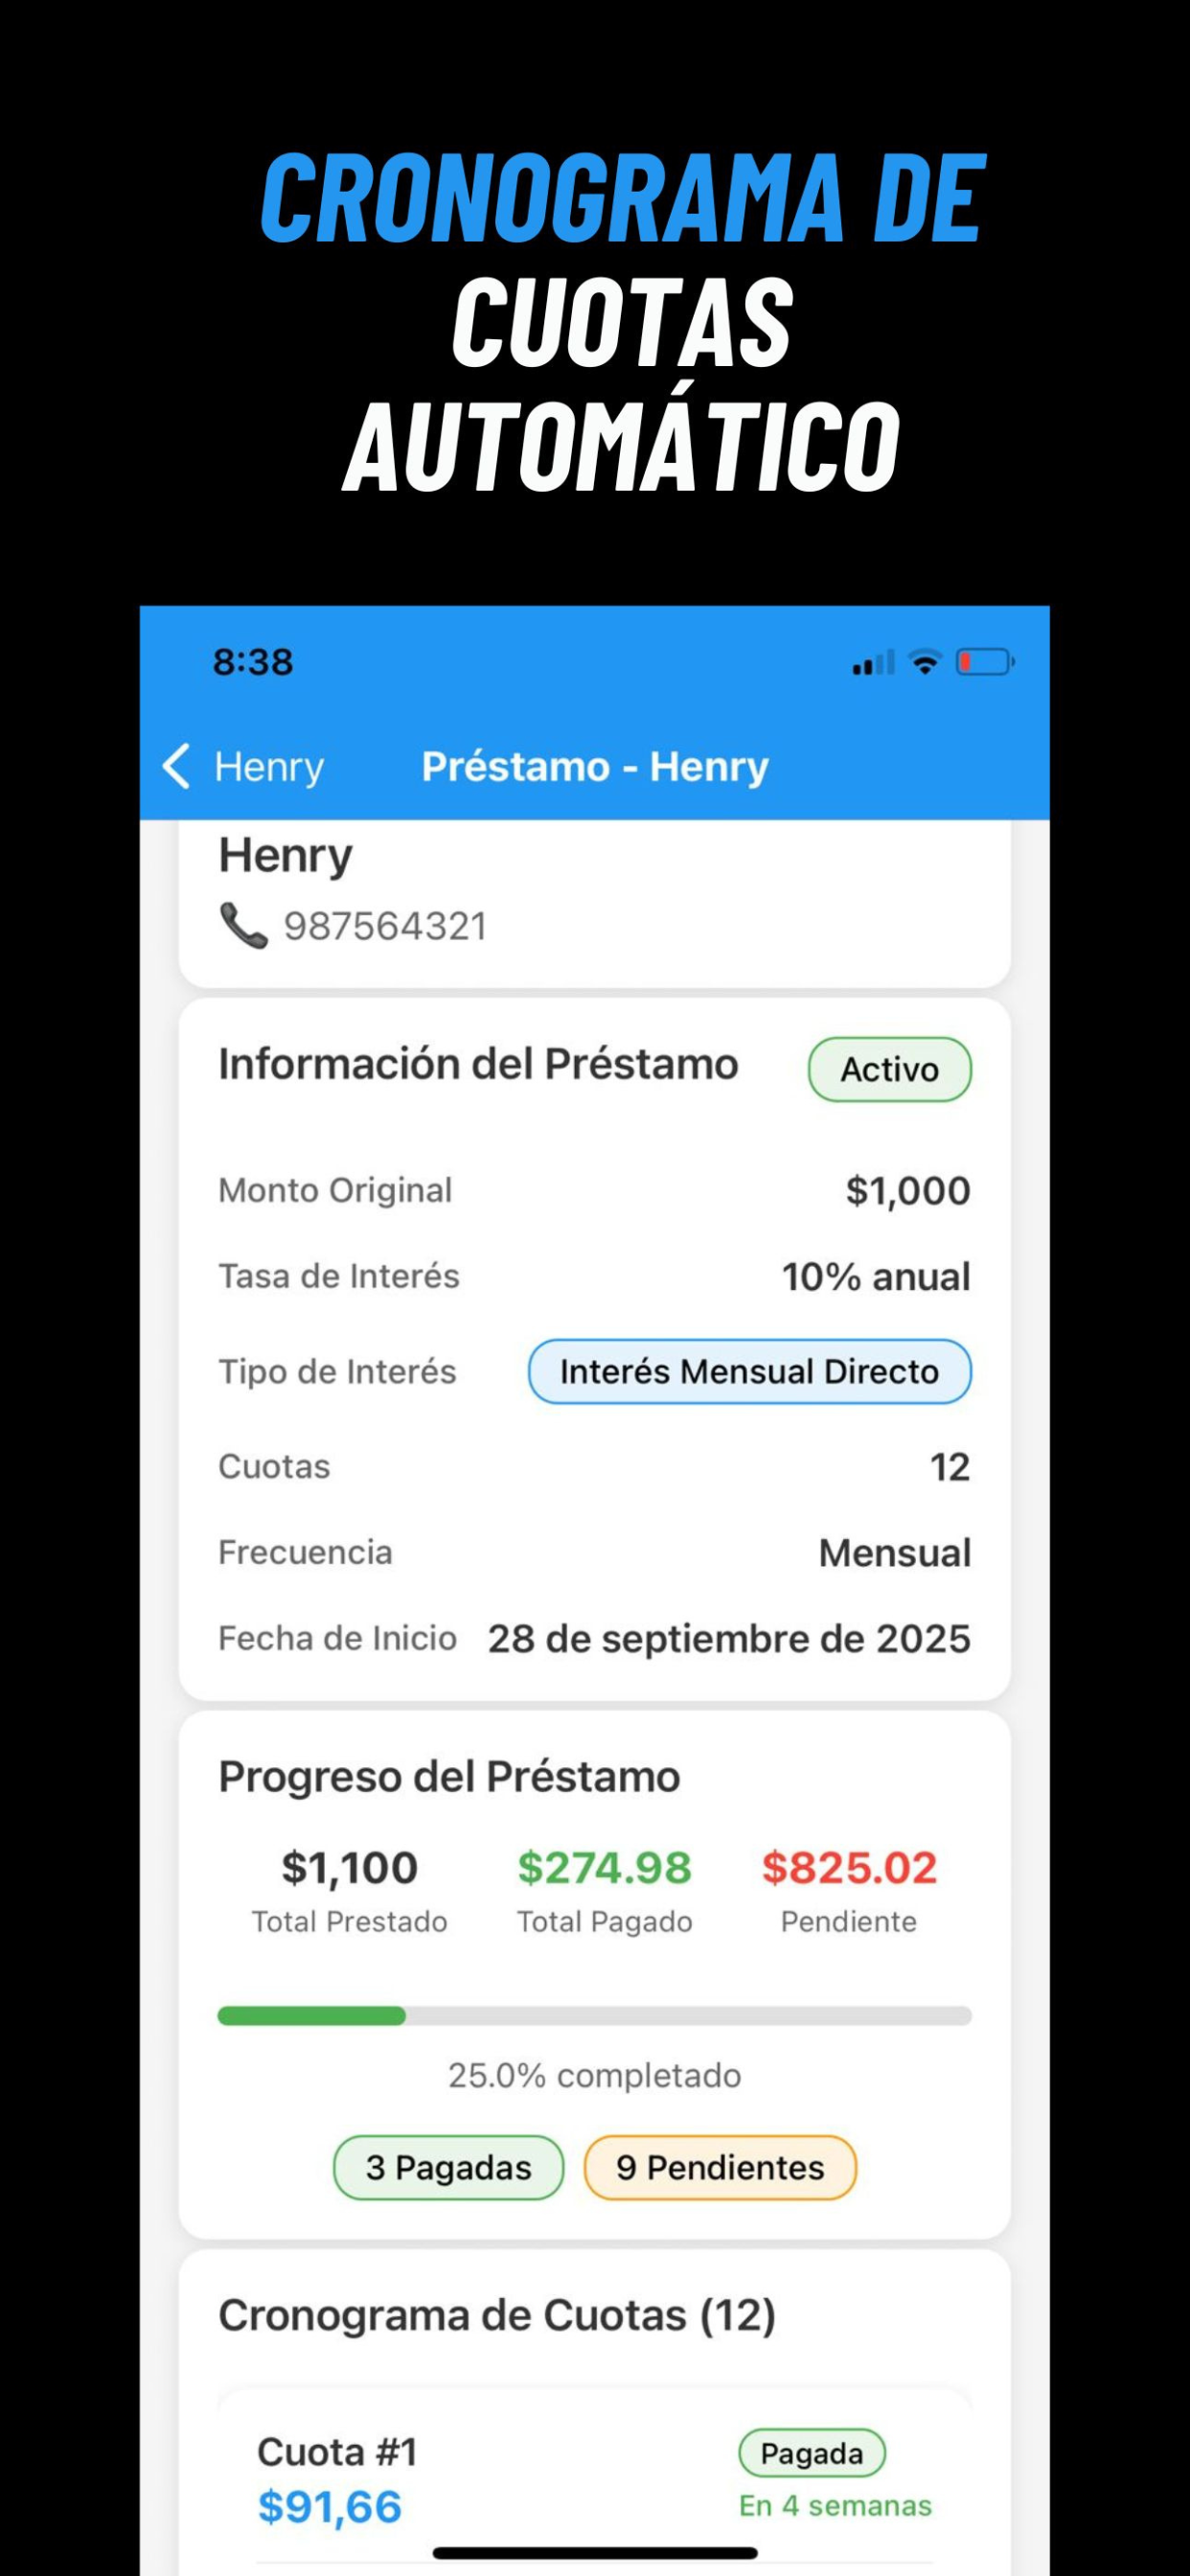 CRONOGRAMA DE
CUOTAS
AUTOMÁTICO
8:38
Henry
Préstamo - Henry
Henry
987564321
Información del Préstamo
Activo
Monto Original
$1,000
Tasa de Interés
10% anual
Tipo de Interés
Interés Mensual Directo
Cuotas
12
Frecuencia
Mensual
Fecha de Inicio
28 de septiembre de 2025
Progreso del Préstamo
$1,100
Total Prestado
$274.98
Total Pagado
$825.02
Pendiente
25.0% completado
3 Pagadas
9 Pendientes
Cronograma de Cuotas (12)
Cuota #1
Pagada
$91,66
En 4 semanas